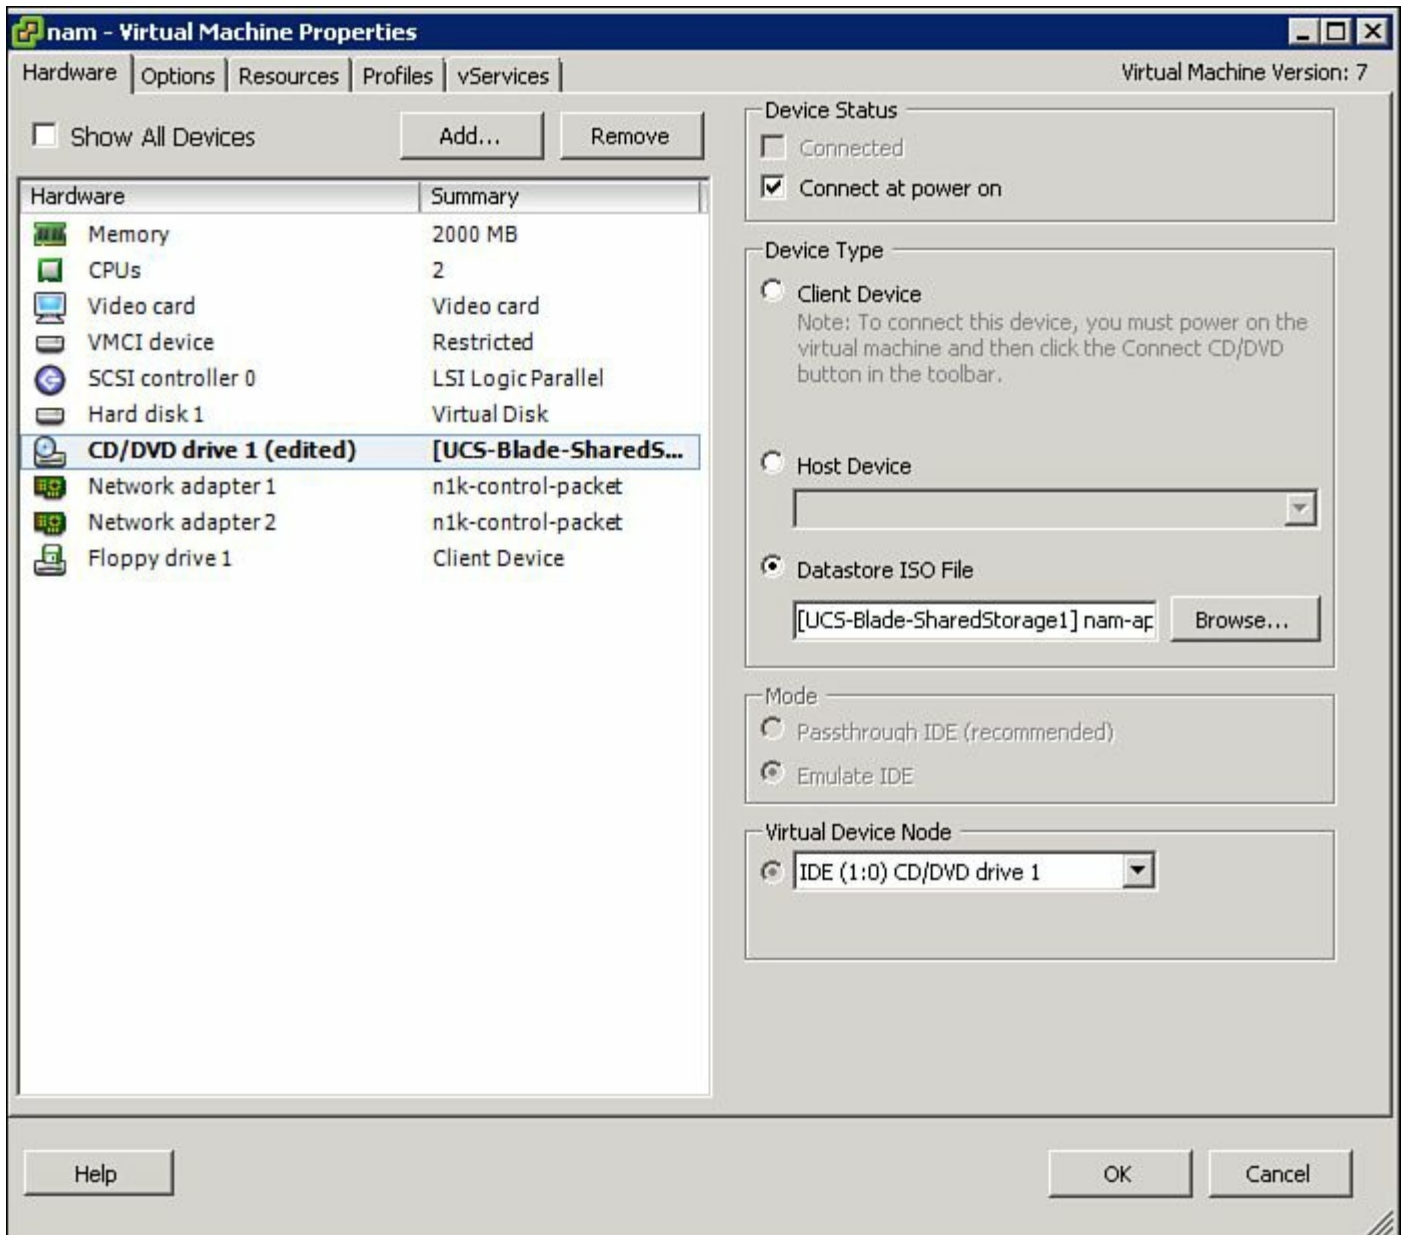 nam - Virtual Machine Properties
Hardware Options Resources Profiles vServices Virtual Machine Version: 7
Show All Devices Add... Remove
Hardware Summary
Memory 2000 MB
CPUs 2
Video card Video card
VMCI device Restricted
SCSI controller 0 LSI Logic Parallel
Hard disk 1 Virtual Disk
CD/DVD drive 1 (edited) [UCS-Blade-SharedS...
Network adapter 1 n1k-control-packet
Network adapter 2 n1k-control-packet
Floppy drive 1 Client Device
Device Status
Connected
Connect at power on
Device Type
Client Device
Note: To connect this device, you must power on the
virtual machine and then click the Connect CD/DVD
button in the toolbar.
Host Device
Datastore ISO File
[UCS-Blade-SharedStorage1] nam-ap Browse...
Mode
Passthrough IDE (recommended)
Emulate IDE
Virtual Device Node
IDE (1:0) CD/DVD drive 1
Help OK Cancel